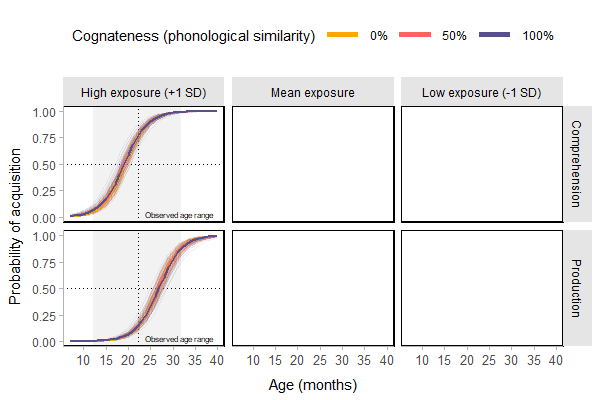 Cognateness (phonological similarity) 0% 50% 100%
High exposure (+1 SD) Mean exposure Low exposure (-1 SD)
Probability of acquisition
1.00
0.75
0.50
0.25
0.00
Observed age range
Comprehension
1.00
0.75
0.50
0.25
0.00
Observed age range
Production
10 15 20 25 30 35 40 10 15 20 25 30 35 40 10 15 20 25 30 35 40
Age (months)